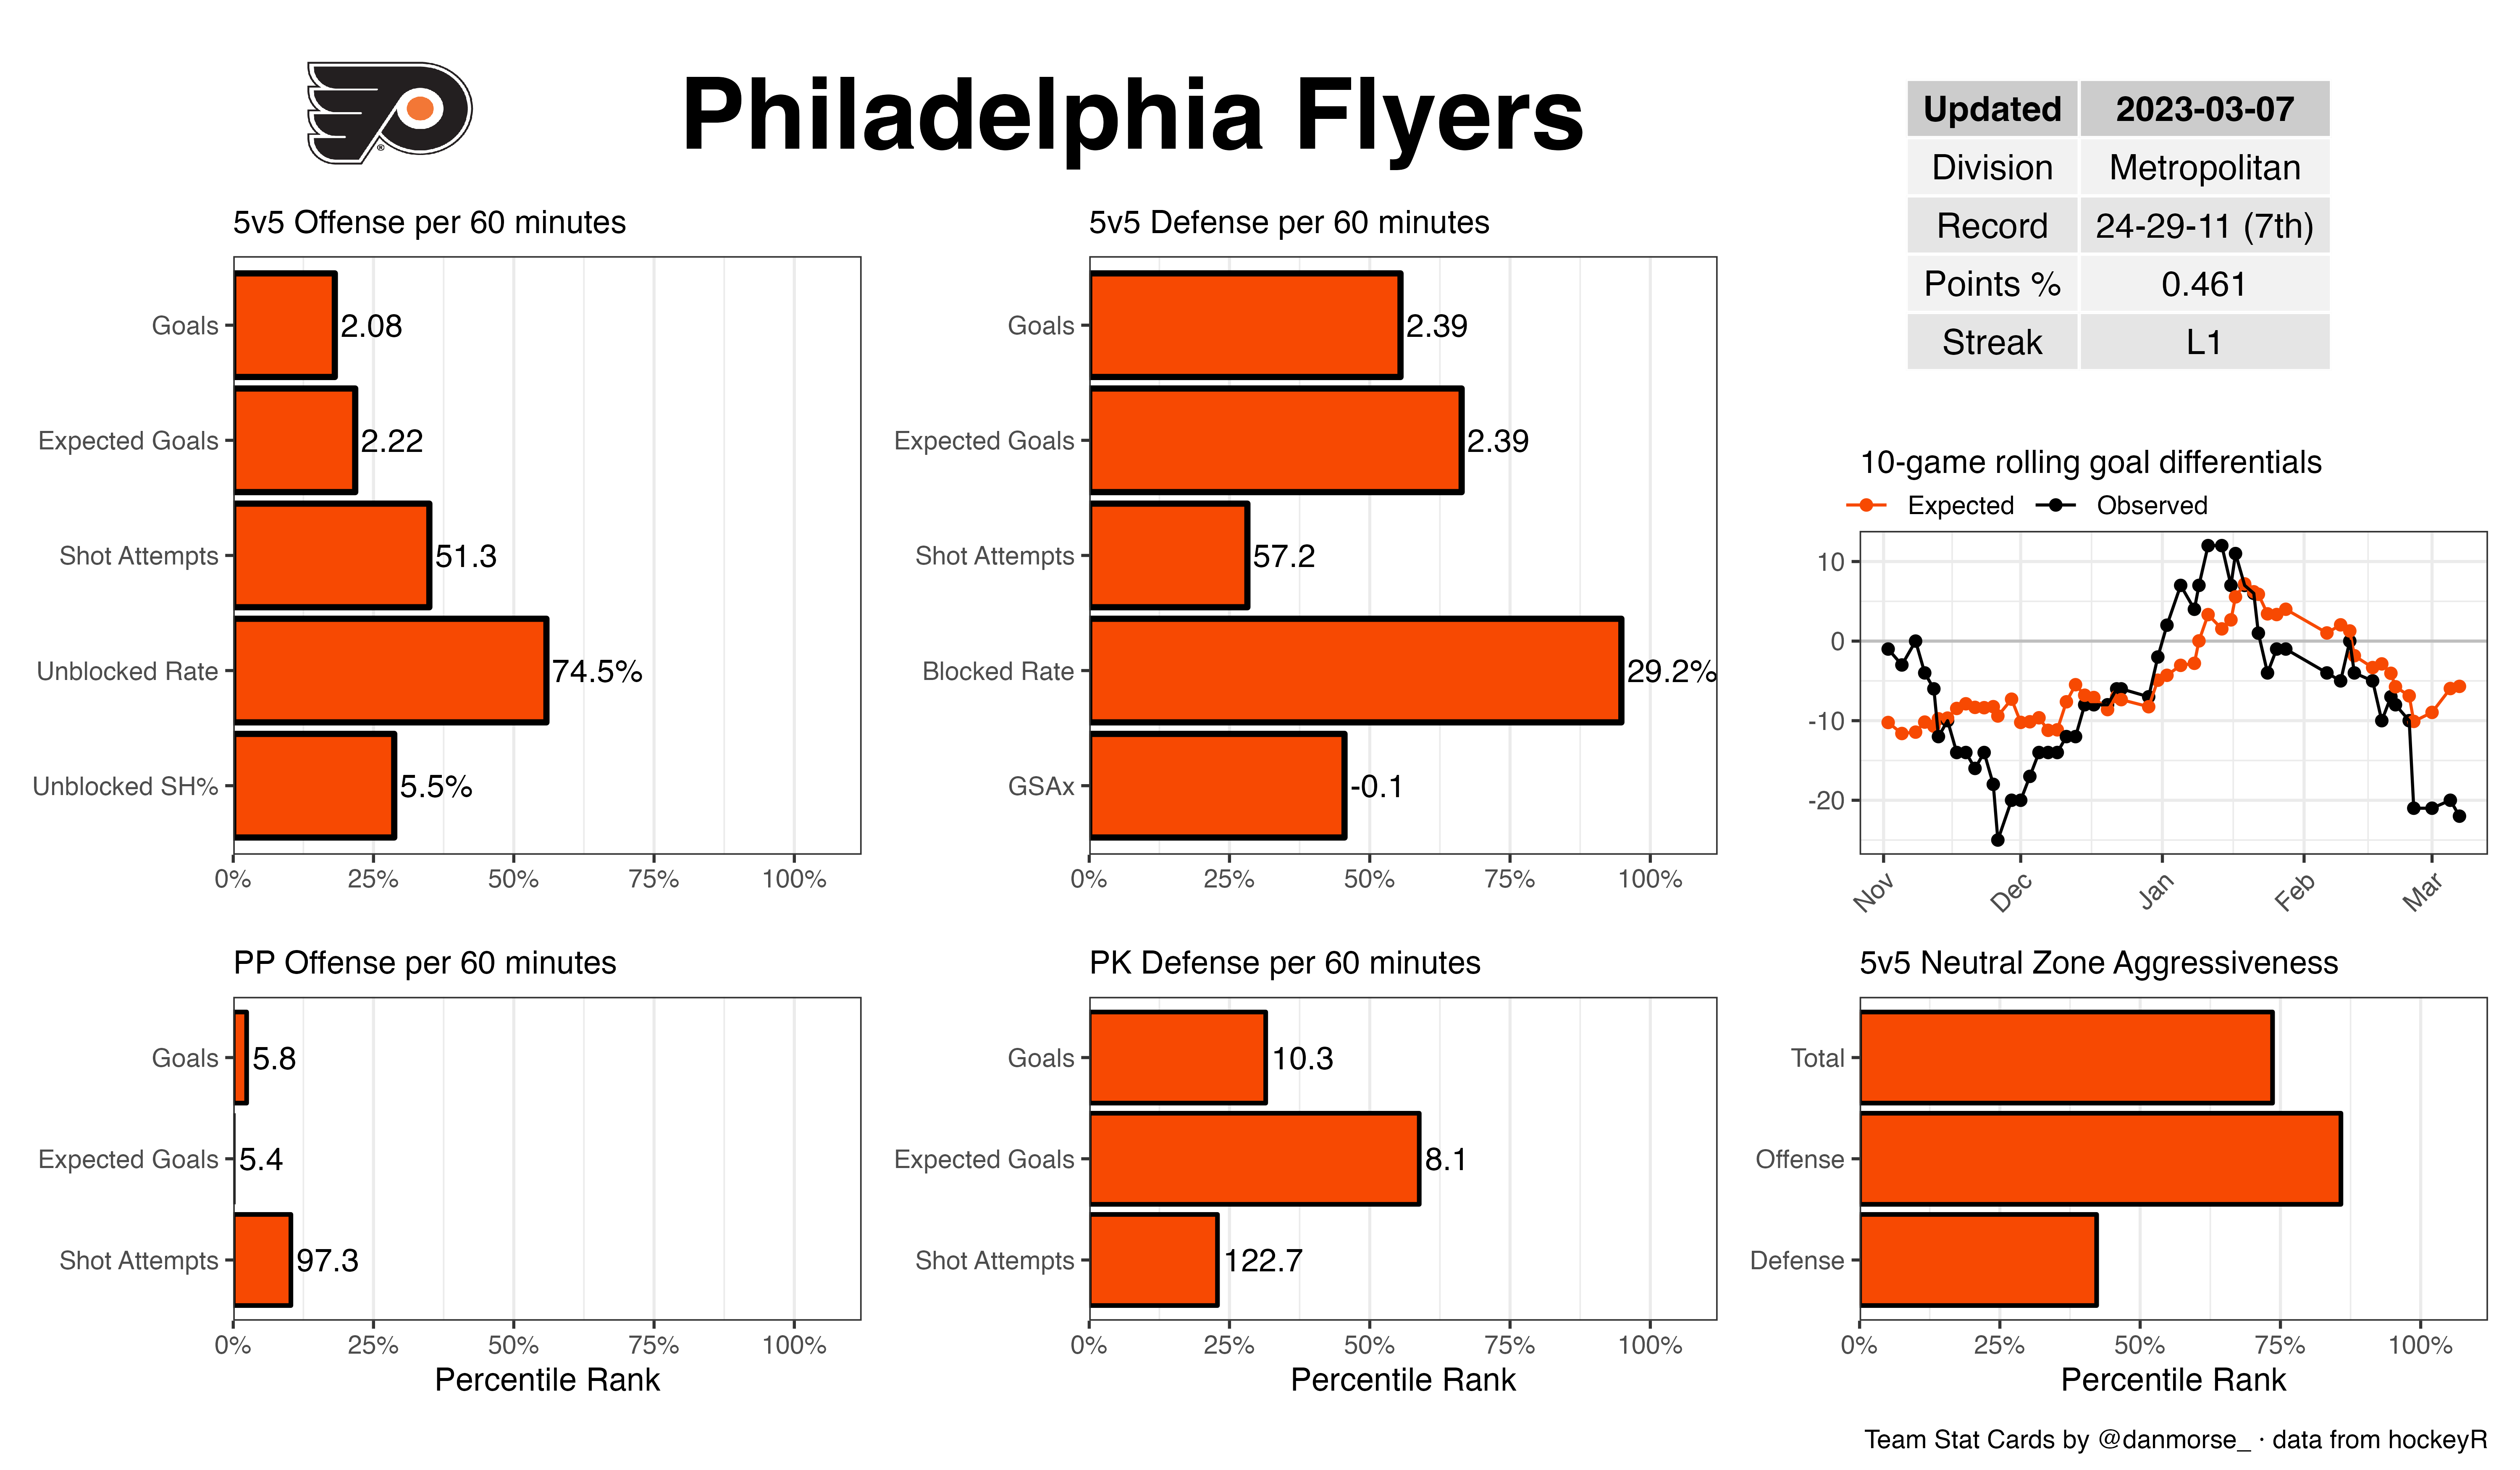 Philadelphia Flyers
Updated 2023-03-07
Division Metropolitan
Record 24-29-11 (7th)
Points % 0.461
Streak L1
5v5 Offense per 60 minutes
Goals 2.08
Expected Goals 2.22
Shot Attempts 51.3
Unblocked Rate 74.5%
Unblocked SH% 5.5%
0% 25% 50% 75% 100%
5v5 Defense per 60 minutes
Goals 2.39
Expected Goals 2.39
Shot Attempts 57.2
Blocked Rate 29.2%
GSAx -0.1
0% 25% 50% 75% 100%
10-game rolling goal differentials
Expected Observed
10
0
-10
-20
Nov Dec Jan Feb Mar
PP Offense per 60 minutes
Goals 5.8
Expected Goals 5.4
Shot Attempts 97.3
0% 25% 50% 75% 100%
Percentile Rank
PK Defense per 60 minutes
Goals 10.3
Expected Goals 8.1
Shot Attempts 122.7
0% 25% 50% 75% 100%
Percentile Rank
5v5 Neutral Zone Aggressiveness
Total
Offense
Defense
0% 25% 50% 75% 100%
Percentile Rank
Team Stat Cards by @danmorse_ · data from hockeyR